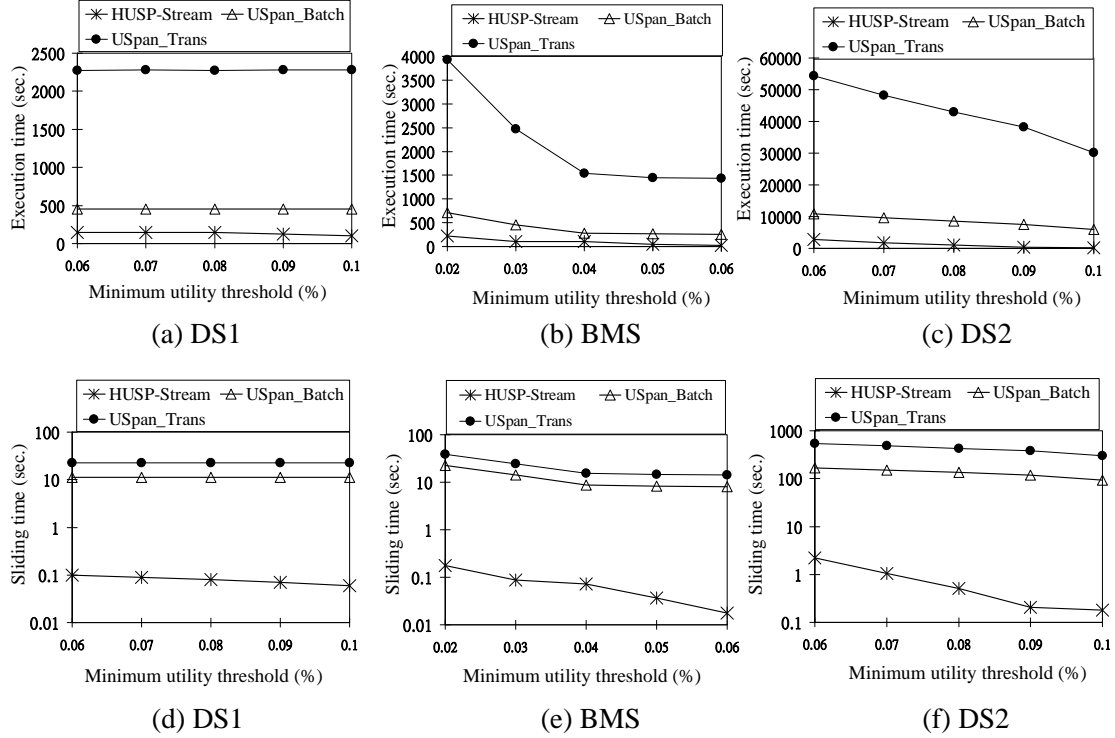 HUSP-Stream USpan_Batch
USpan_Trans
Execution time (sec.)
2500
2000
1500
1000
500
0
0.06 0.07 0.08 0.09 0.1
Minimum utility threshold (%)
(a) DS1
HUSP-Stream USpan_Batch
USpan_Trans
Execution time (sec.)
4000
3500
3000
2500
2000
1500
1000
500
0
0.02 0.03 0.04 0.05 0.06
Minimum utility threshold (%)
(b) BMS
HUSP-Stream USpan_Batch
USpan_Trans
Execution time (sec.)
60000
50000
40000
30000
20000
10000
0
0.06 0.07 0.08 0.09 0.1
Minimum utility threshold (%)
(c) DS2
HUSP-Stream USpan_Batch
USpan_Trans
Sliding time (sec.)
100
10
1
0.1
0.01
0.06 0.07 0.08 0.09 0.1
Minimum utility threshold (%)
(d) DS1
HUSP-Stream USpan_Batch
USpan_Trans
Sliding time (sec.)
100
10
1
0.1
0.01
0.02 0.03 0.04 0.05 0.06
Minimum utility threshold (%)
(e) BMS
HUSP-Stream USpan_Batch
USpan_Trans
Sliding time (sec.)
1000
100
10
1
0.1
0.06 0.07 0.08 0.09 0.1
Minimum utility threshold (%)
(f) DS2